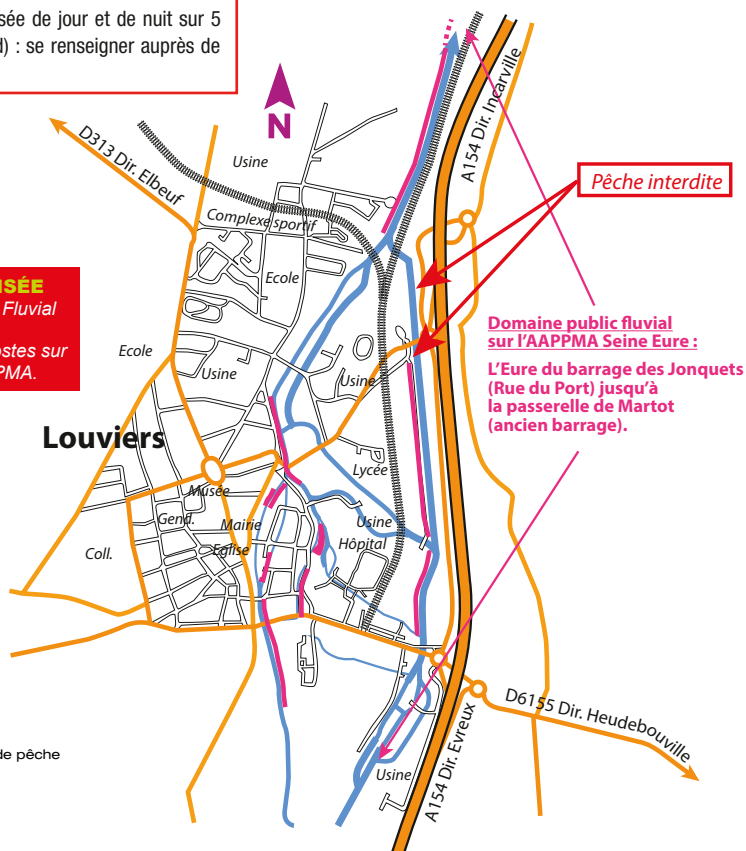 sée de jour et de nuit sur 5
d) : se renseigner auprès de
N
D313 Dir. Elbeuf
Usine
A154 Dir. Incarville
Pêche interdite
Complexe sportif
Ecole
SÉE
Fluvial
ostes sur
PMA.
Domaine public fluvial
sur l'AAPPMA Seine Eure :
L'Eure du barrage des Jonquets
(Rue du Port) jusqu'à
la passerelle de Martot
(ancien barrage).
Ecole
Usine
Usine
Louviers
Lycée
Musée
Gend.
Mairie
Usine
Coll.
Eglise
Hôpital
D6155 Dir. Heudebouville
A154 Dir. Evreux
de pêche
Usine